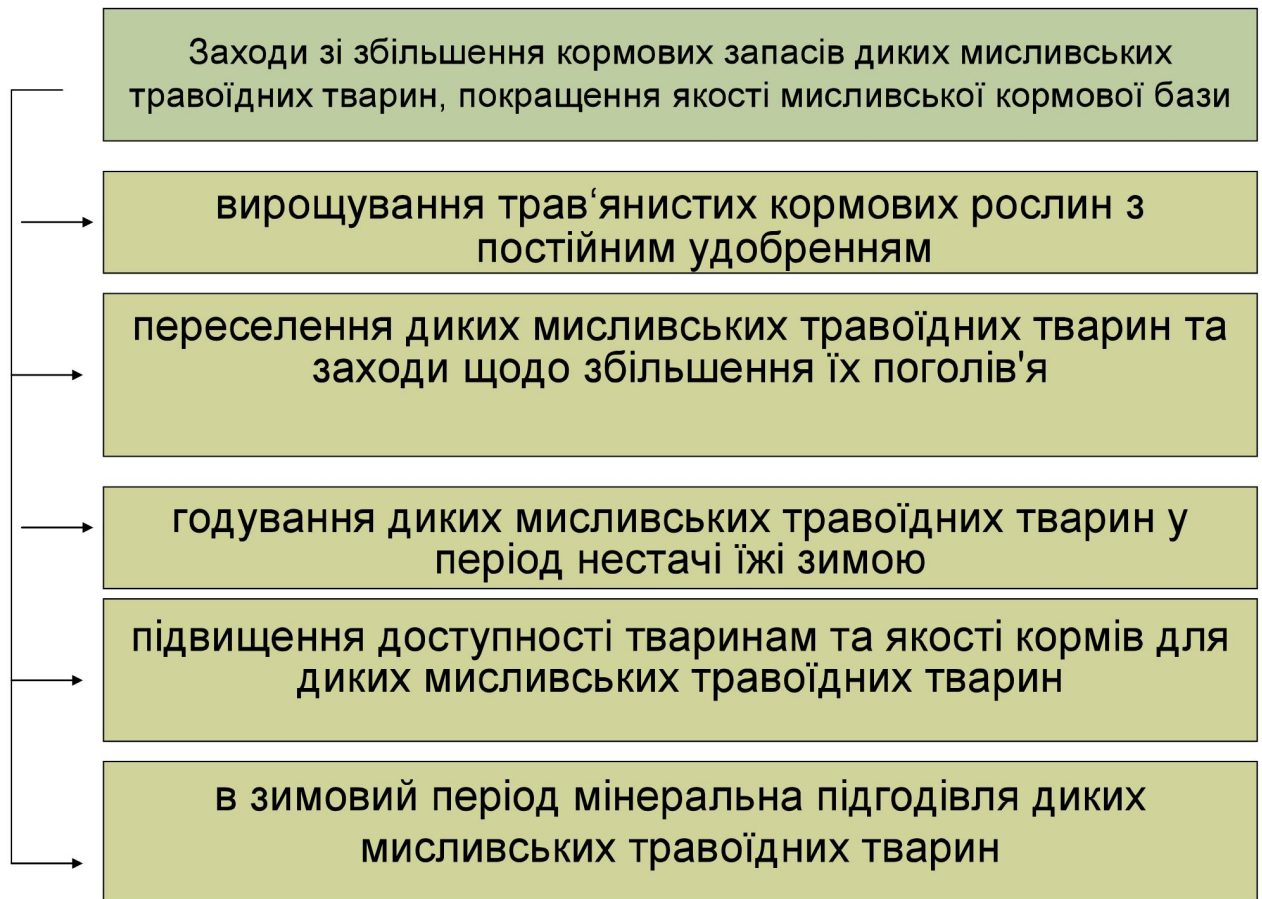 Заходи зі збільшення кормових запасів диких мисливських
травоїдних тварин, покращення якості мисливської кормової бази
вирощування трав‘янистих кормових рослин з
постійним удобренням
переселення диких мисливських травоїдних тварин та
заходи щодо збільшення їх поголів'я
годування диких мисливських травоїдних тварин у
період нестачі їжі зимою
підвищення доступності тваринам та якості кормів для
диких мисливських травоїдних тварин
в зимовий період мінеральна підгодівля диких
мисливських травоїдних тварин